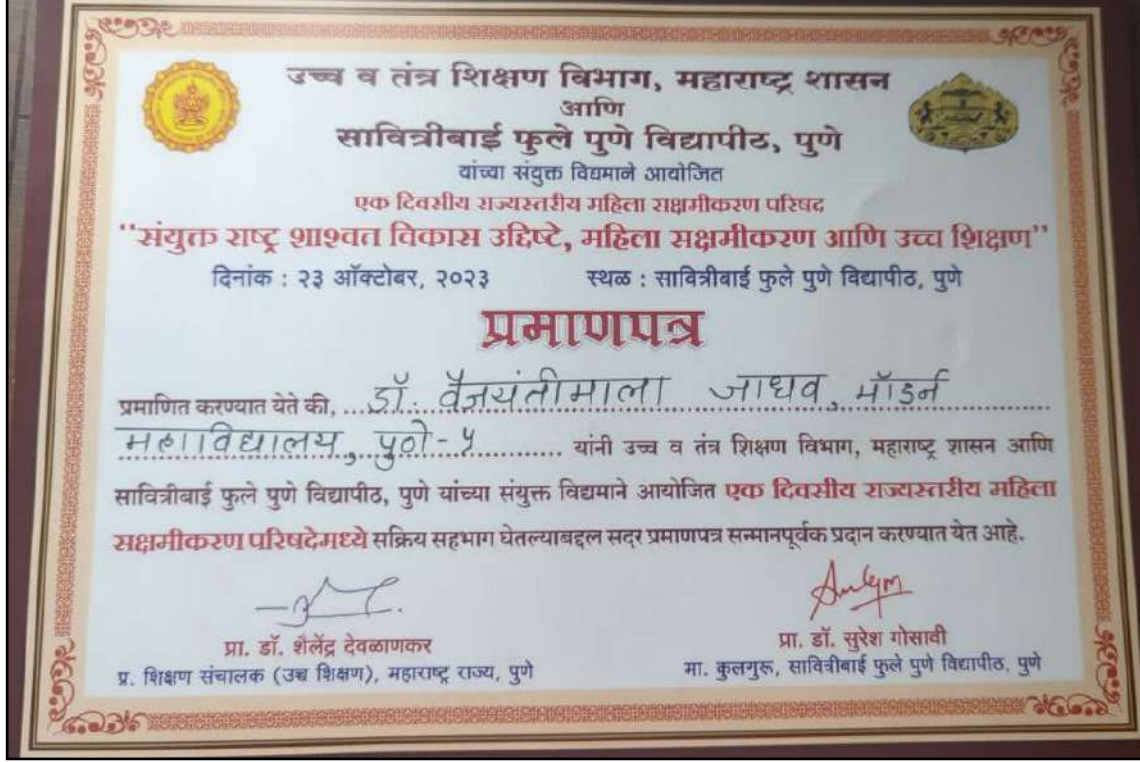 उच्च व तंत्र शिक्षण विभाग, महाराष्ट्र शासन
आणि
सावित्रीबाई फुले पुणे विद्यापीठ, पुणे
यांच्या संयुक्त विद्यमाने आयोजित
एक दिवसीय राज्यस्तरीय महिला सक्षमीकरण परिषद
"संयुक्त राष्ट्र शाश्वत विकास उद्दिष्टे, महिला सक्षमीकरण आणि उच्च शिक्षण"
दिनांक : २३ ऑक्टोबर, २०२३ स्थळ : सावित्रीबाई फुले पुणे विद्यापीठ, पुणे
प्रमाणपत्र
प्रमाणित करण्यात येते की, डॉ. वैजयंतीमाला जाधव, मॉडर्न
महाविद्यालय, पुणे-५ यांनी उच्च व तंत्र शिक्षण विभाग, महाराष्ट्र शासन आणि
सावित्रीबाई फुले पुणे विद्यापीठ, पुणे यांच्या संयुक्त विद्यमाने आयोजित एक दिवसीय राज्यस्तरीय महिला
सक्षमीकरण परिषदेमध्ये सक्रिय सहभाग घेतल्याबद्दल सदर प्रमाणपत्र सन्मानपूर्वक प्रदान करण्यात येत आहे.
प्रा. डॉ. शैलेंद्र देवळाणकर
प्र. शिक्षण संचालक (उच्च शिक्षण), महाराष्ट्र राज्य, पुणे
प्रा. डॉ. सुरेश गोसावी
मा. कुलगुरू, सावित्रीबाई फुले पुणे विद्यापीठ, पुणे